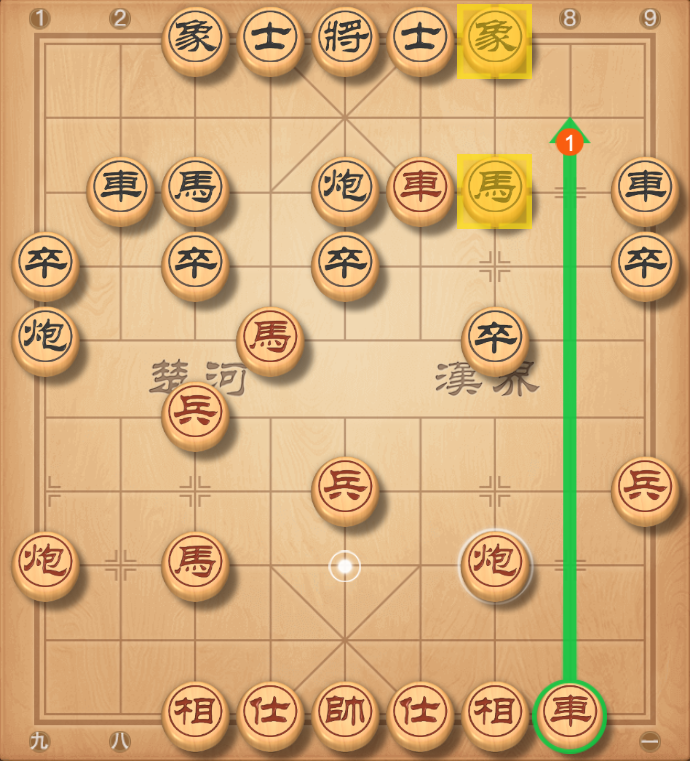 1 2 8 9
象 士 將 士 象
1
車 馬 炮 車 馬 車
卒 卒 卒 卒
炮 馬 卒
楚 河 漢 界
兵
兵 兵
炮 馬 炮
相 仕 帥 仕 相 車
九 八 一